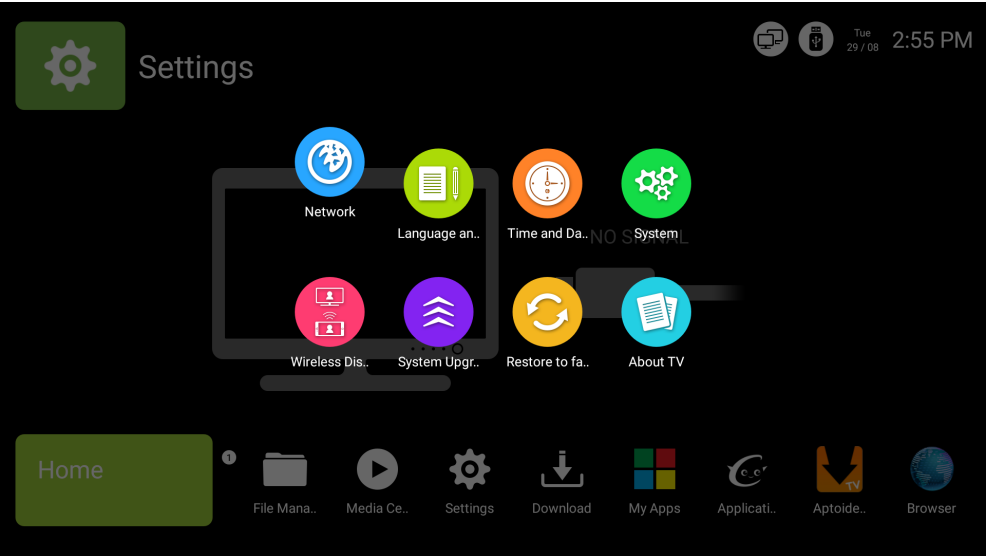 Settings
Tue
29 / 08
2:55 PM
Network
Language an..
Time and Da..
System
NO SIGNAL
Wireless Dis..
System Upgr..
Restore to fa..
About TV
Home
1
File Mana..
Media Ce..
Settings
Download
My Apps
Applicati..
TV
Aptoide..
Browser